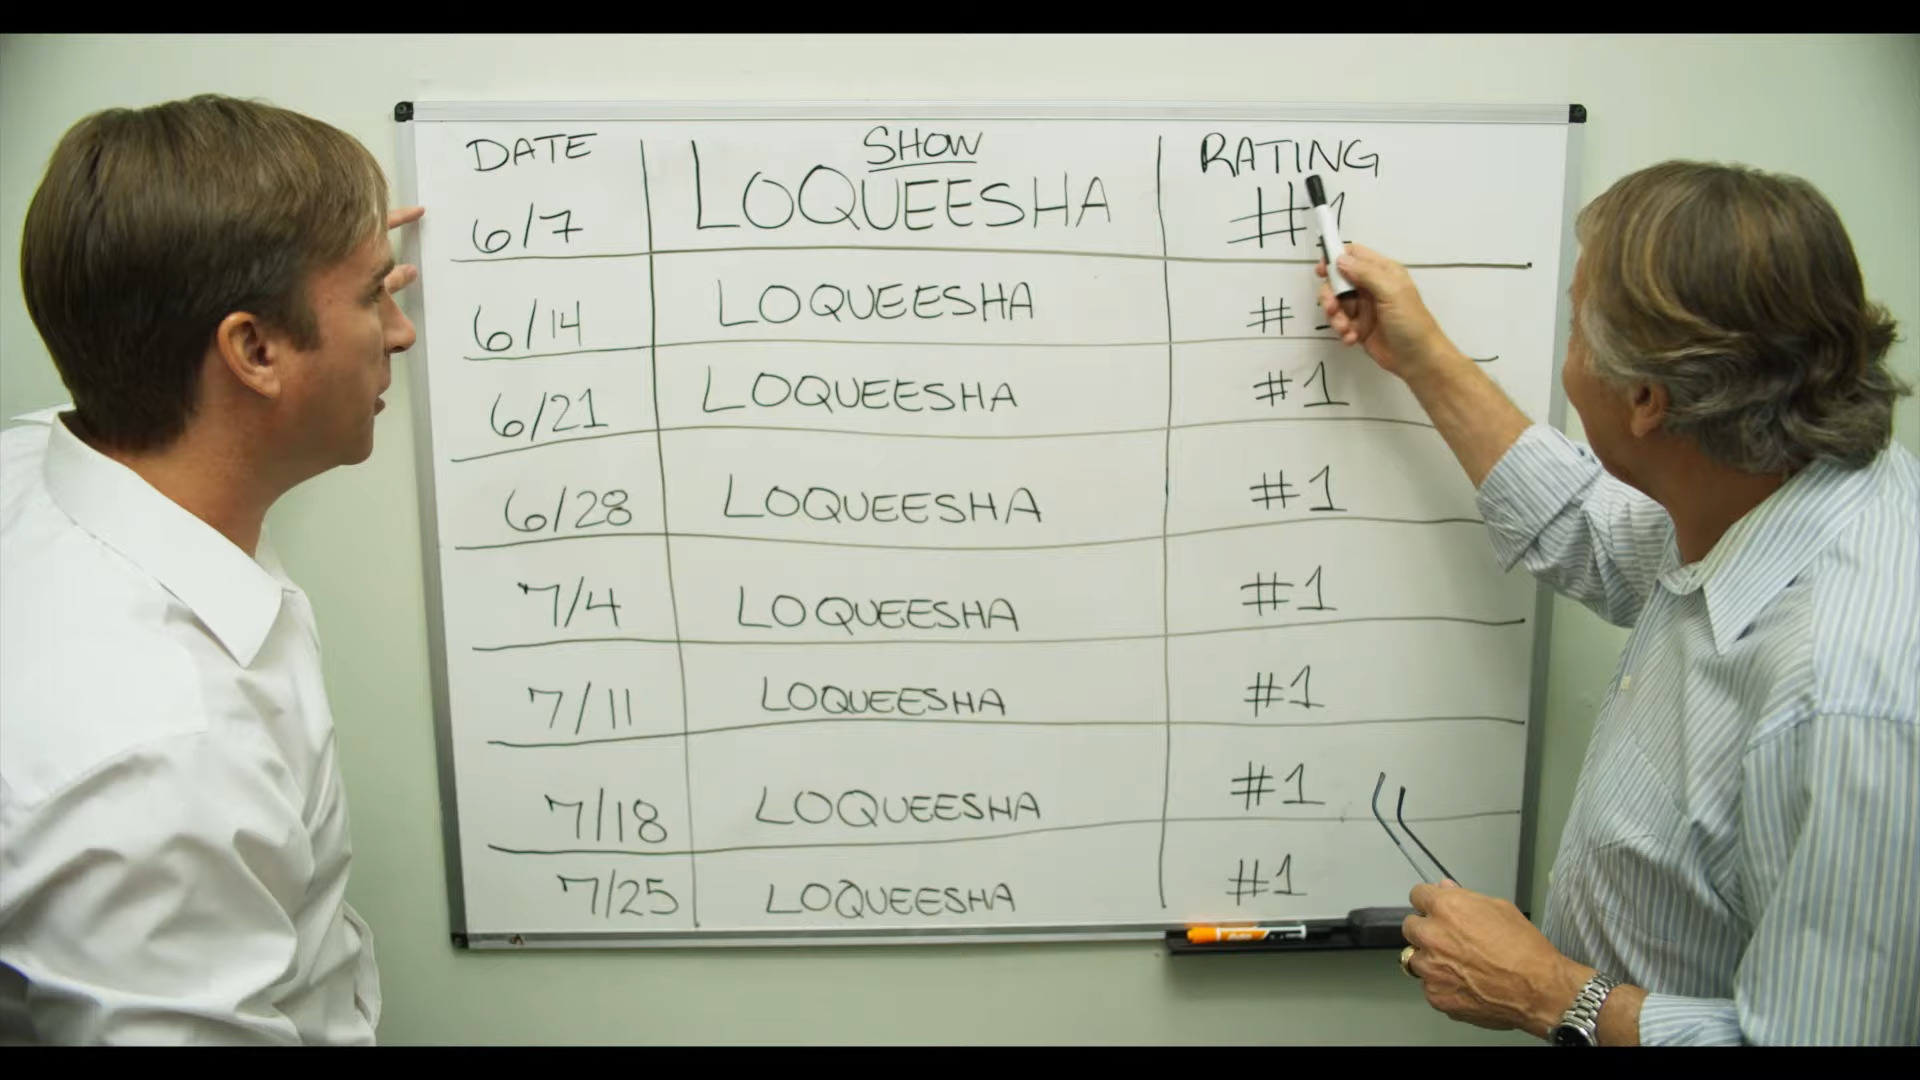 DATE SHOW RATING
6/7 LOQUEESHA #1
6/14 LOQUEESHA #
6/21 LOQUEESHA #1
6/28 LOQUEESHA #1
7/4 LOQUEESHA #1
7/11 LOQUEESHA #1
7/18 LOQUEESHA #1
7/25 LOQUEESHA #1